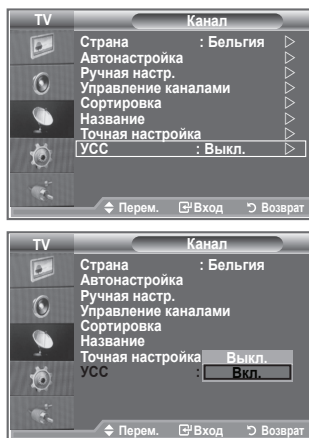 TV Канал
Страна : Бельгия
Автонастройка
Ручная настр.
Управление каналами
Сортировка
Название
Точная настройка
УСС : Выкл.
Перем. Вход Возврат
TV Канал
Страна : Бельгия
Автонастройка
Ручная настр.
Управление каналами
Сортировка
Название
Точная настройка Выкл.
УСС : Вкл.
Перем. Вход Возврат